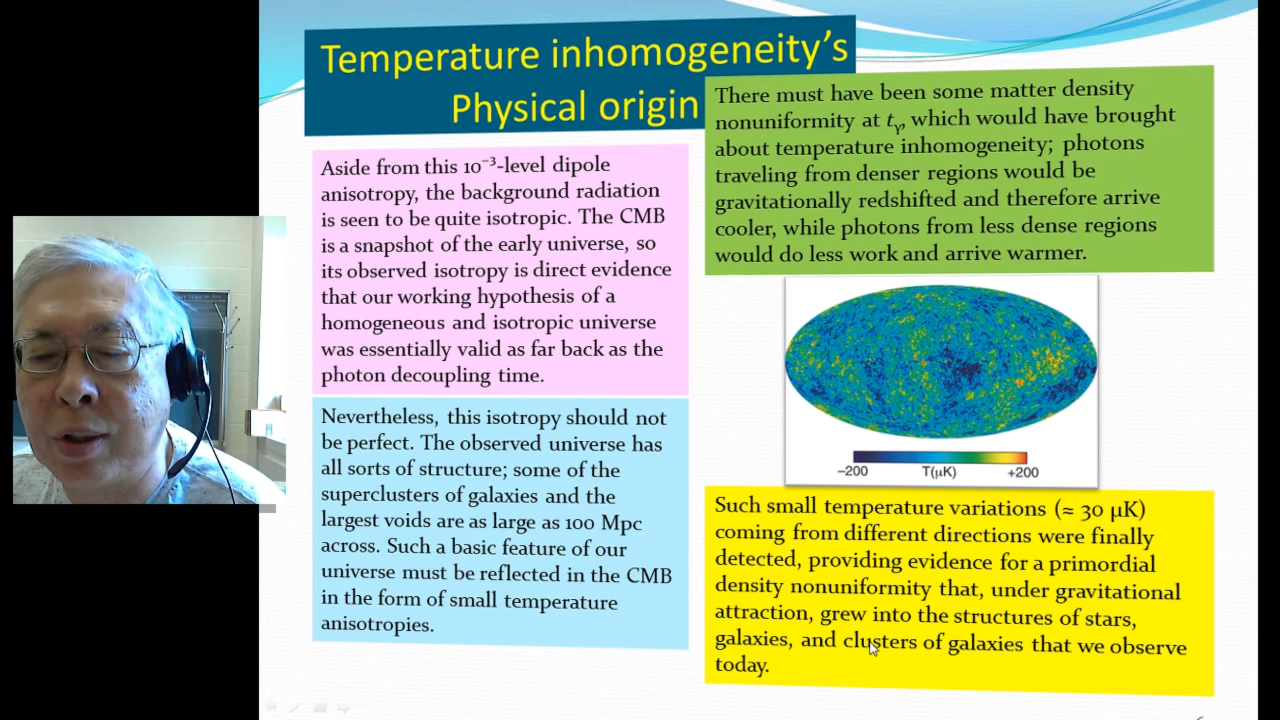 Temperature inhomogeneity's
Physical origin
Aside from this 10⁻³-level dipole
anisotropy, the background radiation
is seen to be quite isotropic. The CMB
is a snapshot of the early universe, so
its observed isotropy is direct evidence
that our working hypothesis of a
homogeneous and isotropic universe
was essentially valid as far back as the
photon decoupling time.
Nevertheless, this isotropy should not
be perfect. The observed universe has
all sorts of structure; some of the
superclusters of galaxies and the
largest voids are as large as 100 Mpc
across. Such a basic feature of our
universe must be reflected in the CMB
in the form of small temperature
anisotropies.
There must have been some matter density
nonuniformity at tγ, which would have brought
about temperature inhomogeneity; photons
traveling from denser regions would be
gravitationally redshifted and therefore arrive
cooler, while photons from less dense regions
would do less work and arrive warmer.
−200 T(μK) +200
Such small temperature variations (≈ 30 μK)
coming from different directions were finally
detected, providing evidence for a primordial
density nonuniformity that, under gravitational
attraction, grew into the structures of stars,
galaxies, and clusters of galaxies that we observe
today.